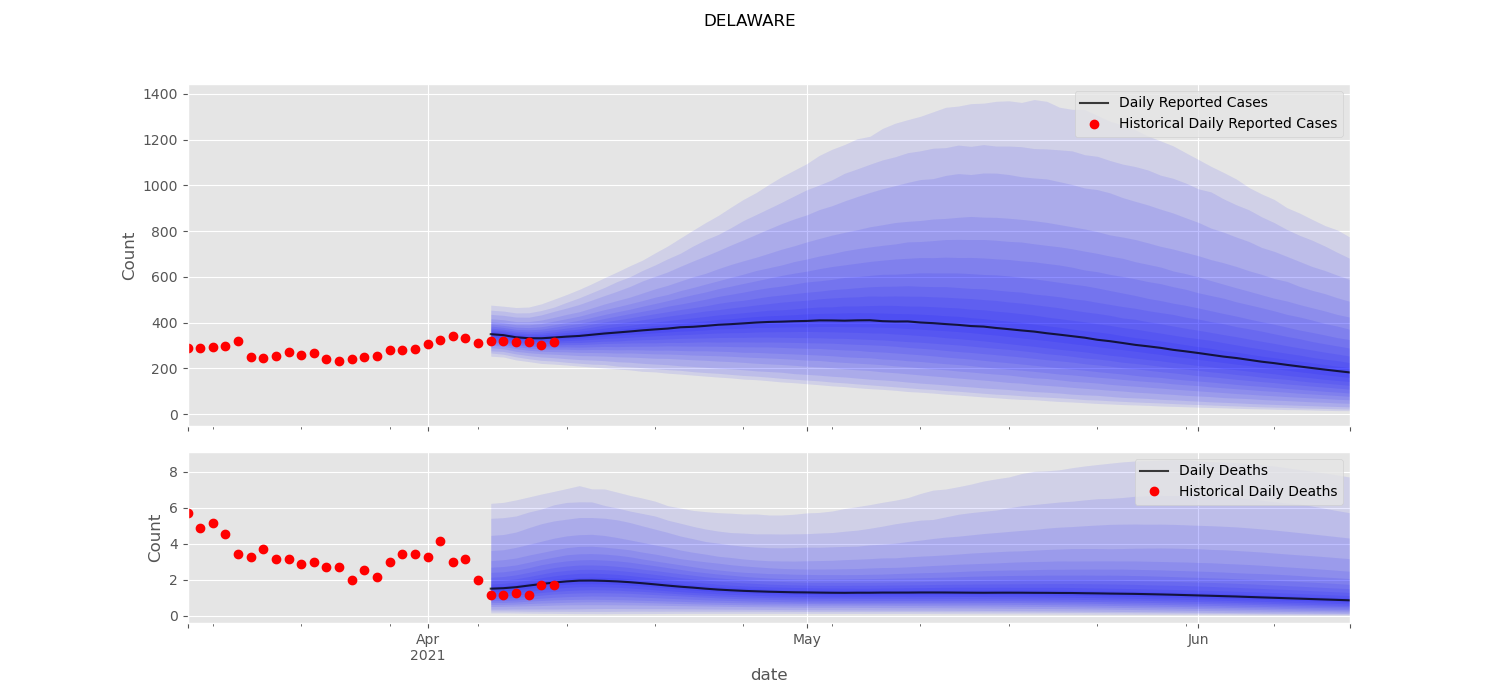 DELAWARE
1400
1200
1000
800
600
400
200
0
Count
Daily Reported Cases
Historical Daily Reported Cases
8
6
4
2
0
Count
Daily Deaths
Historical Daily Deaths
Apr
2021
May
Jun
date